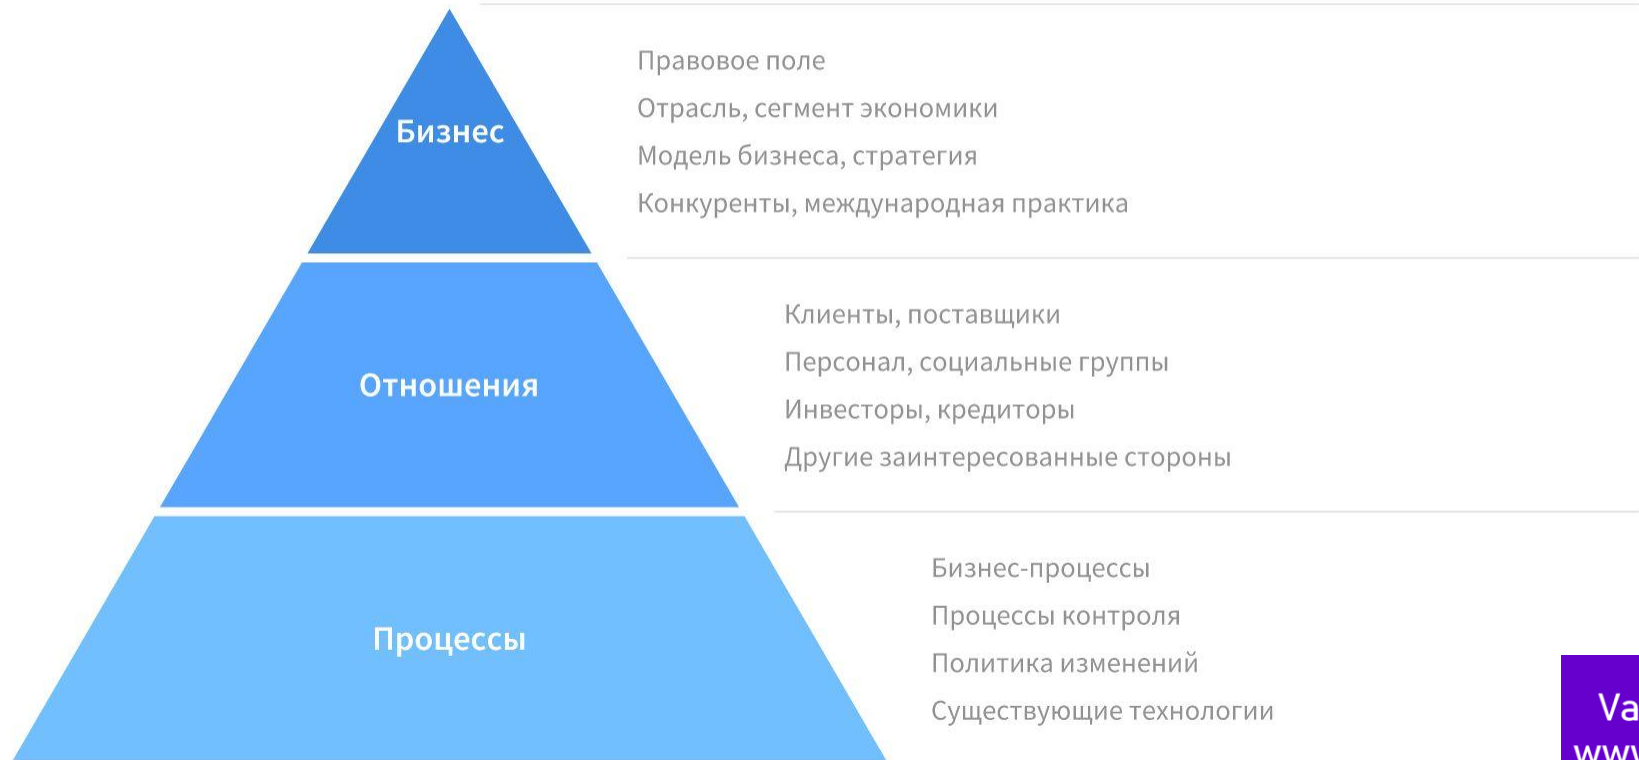 Бизнес
Правовое поле
Отрасль, сегмент экономики
Модель бизнеса, стратегия
Конкуренты, международная практика
Отношения
Клиенты, поставщики
Персонал, социальные группы
Инвесторы, кредиторы
Другие заинтересованные стороны
Процессы
Бизнес-процессы
Процессы контроля
Политика изменений
Существующие технологии